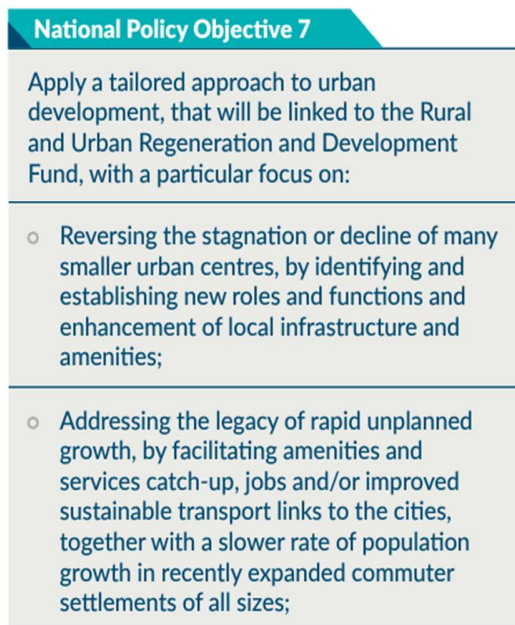 National Policy Objective 7
Apply a tailored approach to urban
development, that will be linked to the Rural
and Urban Regeneration and Development
Fund, with a particular focus on:
Reversing the stagnation or decline of many
smaller urban centres, by identifying and
establishing new roles and functions and
enhancement of local infrastructure and
amenities;
Addressing the legacy of rapid unplanned
growth, by facilitating amenities and
services catch-up, jobs and/or improved
sustainable transport links to the cities,
together with a slower rate of population
growth in recently expanded commuter
settlements of all sizes;